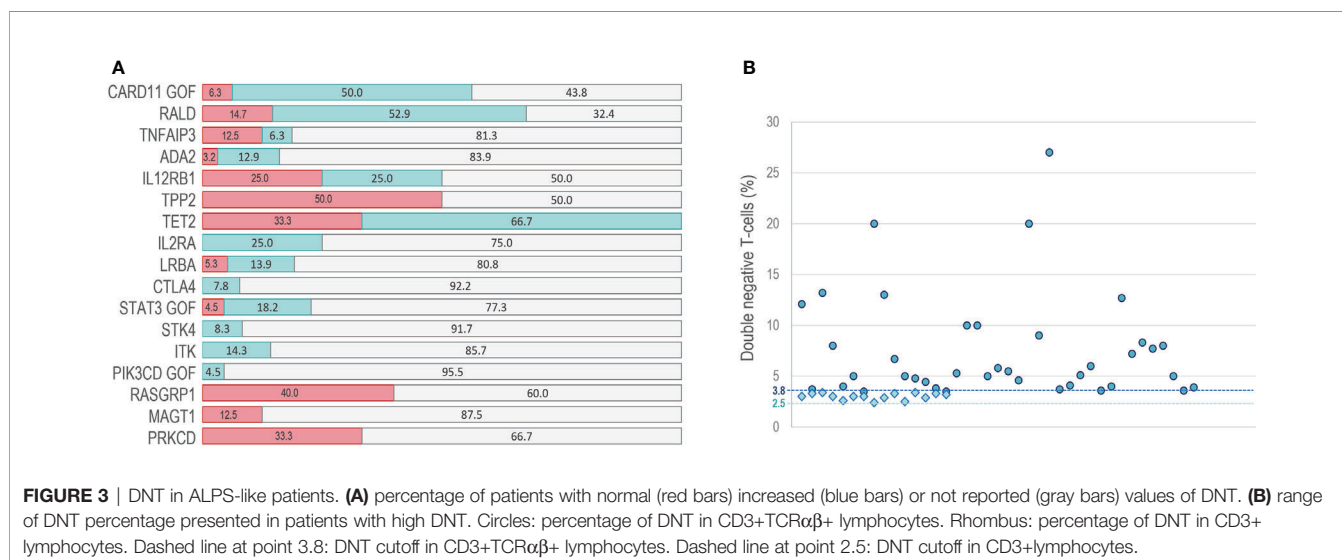 A
CARD11 GOF 6.3 50.0 43.8
RALD 14.7 52.9 32.4
TNFAIP3 12.5 6.3 81.3
ADA2 3.2 12.9 83.9
IL12RB1 25.0 25.0 50.0
TPP2 50.0 50.0
TET2 33.3 66.7
IL2RA 25.0 75.0
LRBA 5.3 13.9 80.8
CTLA4 7.8 92.2
STAT3 GOF 4.5 18.2 77.3
STK4 8.3 91.7
ITK 14.3 85.7
PIK3CD GOF 4.5 95.5
RASGRP1 40.0 60.0
MAGT1 12.5 87.5
PRKCD 33.3 66.7
B
Double negative T-cells (%)
30
25
20
15
10
5
3.8
2.5
0
FIGURE 3 | DNT in ALPS-like patients. (A) percentage of patients with normal (red bars) increased (blue bars) or not reported (gray bars) values of DNT. (B) range
of DNT percentage presented in patients with high DNT. Circles: percentage of DNT in CD3+TCRαβ+ lymphocytes. Rhombus: percentage of DNT in CD3+
lymphocytes. Dashed line at point 3.8: DNT cutoff in CD3+TCRαβ+ lymphocytes. Dashed line at point 2.5: DNT cutoff in CD3+lymphocytes.